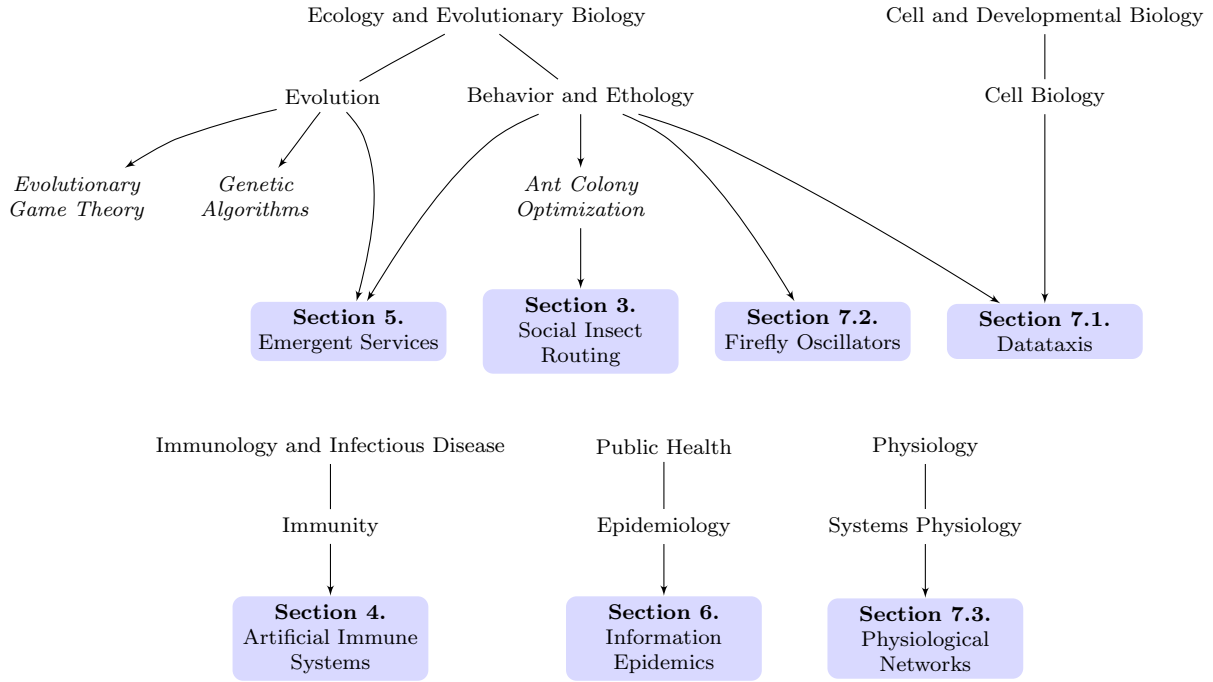 Ecology and Evolutionary Biology
Cell and Developmental Biology
Evolution
Behavior and Ethology
Cell Biology
Evolutionary
Game Theory
Genetic
Algorithms
Ant Colony
Optimization
Section 5.
Emergent Services
Section 3.
Social Insect
Routing
Section 7.2.
Firefly Oscillators
Section 7.1.
Datataxis
Immunology and Infectious Disease
Public Health
Physiology
Immunity
Epidemiology
Systems Physiology
Section 4.
Artificial Immune
Systems
Section 6.
Information
Epidemics
Section 7.3.
Physiological
Networks